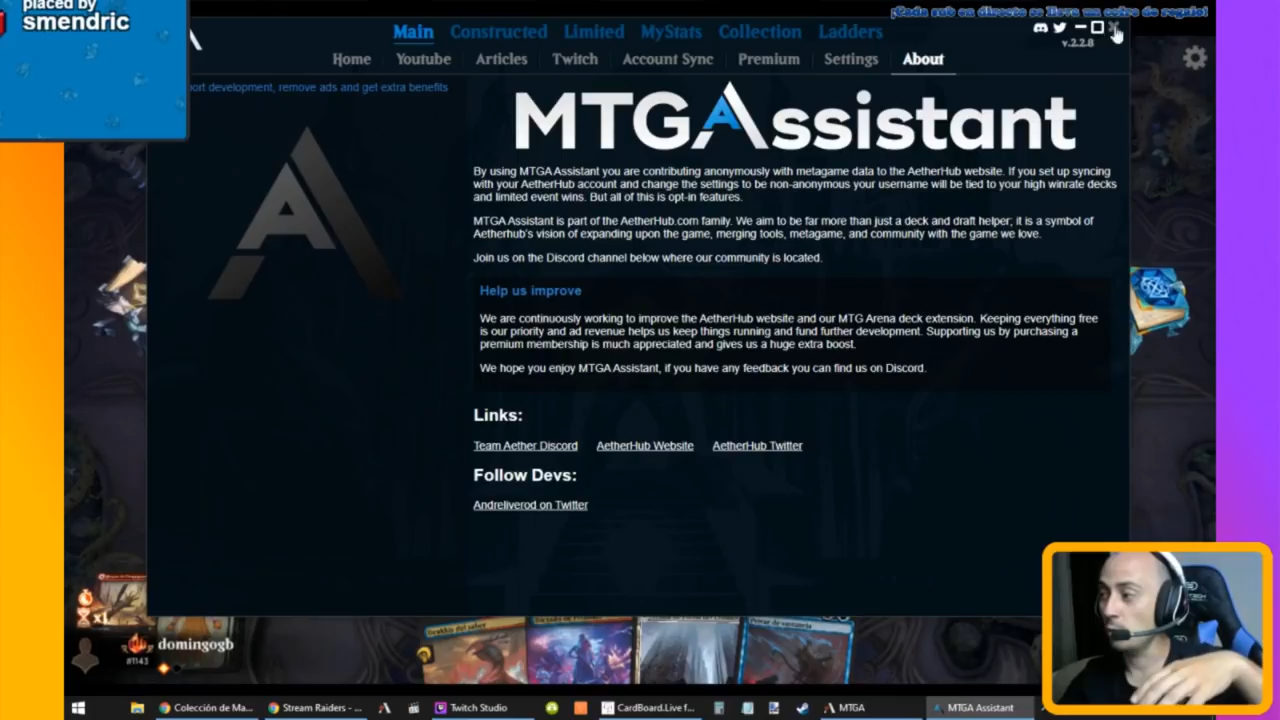 placed by
smendric
¡Cada sub en directo se lleva un cofre de regalo!
Main Constructed Limited MyStats Collection Ladders
v.2.2.8
Home Youtube Articles Twitch Account Sync Premium Settings About
ort development, remove ads and get extra benefits
MTGAssistant
By using MTGA Assistant you are contributing anonymously with metagame data to the AetherHub website. If you set up syncing
with your AetherHub account and change the settings to be non-anonymous your username will be tied to your high winrate decks
and limited event wins. But all of this is opt-in features.
MTGA Assistant is part of the AetherHub.com family. We aim to be far more than just a deck and draft helper; it is a symbol of
Aetherhub's vision of expanding upon the game, merging tools, metagame, and community with the game we love.
Join us on the Discord channel below where our community is located.
Help us improve
We are continuously working to improve the AetherHub website and our MTG Arena deck extension. Keeping everything free
is our priority and ad revenue helps us keep things running and fund further development. Supporting us by purchasing a
premium membership is much appreciated and gives us a huge extra boost.
We hope you enjoy MTGA Assistant, if you have any feedback you can find us on Discord.
Links:
Team Aether Discord AetherHub Website AetherHub Twitter
Follow Devs:
Andreliverod on Twitter
x1
domingogb
#1143
Colección de Ma... Stream Raiders - ... Twitch Studio CardBoard.Live f... MTGA MTGA Assistant